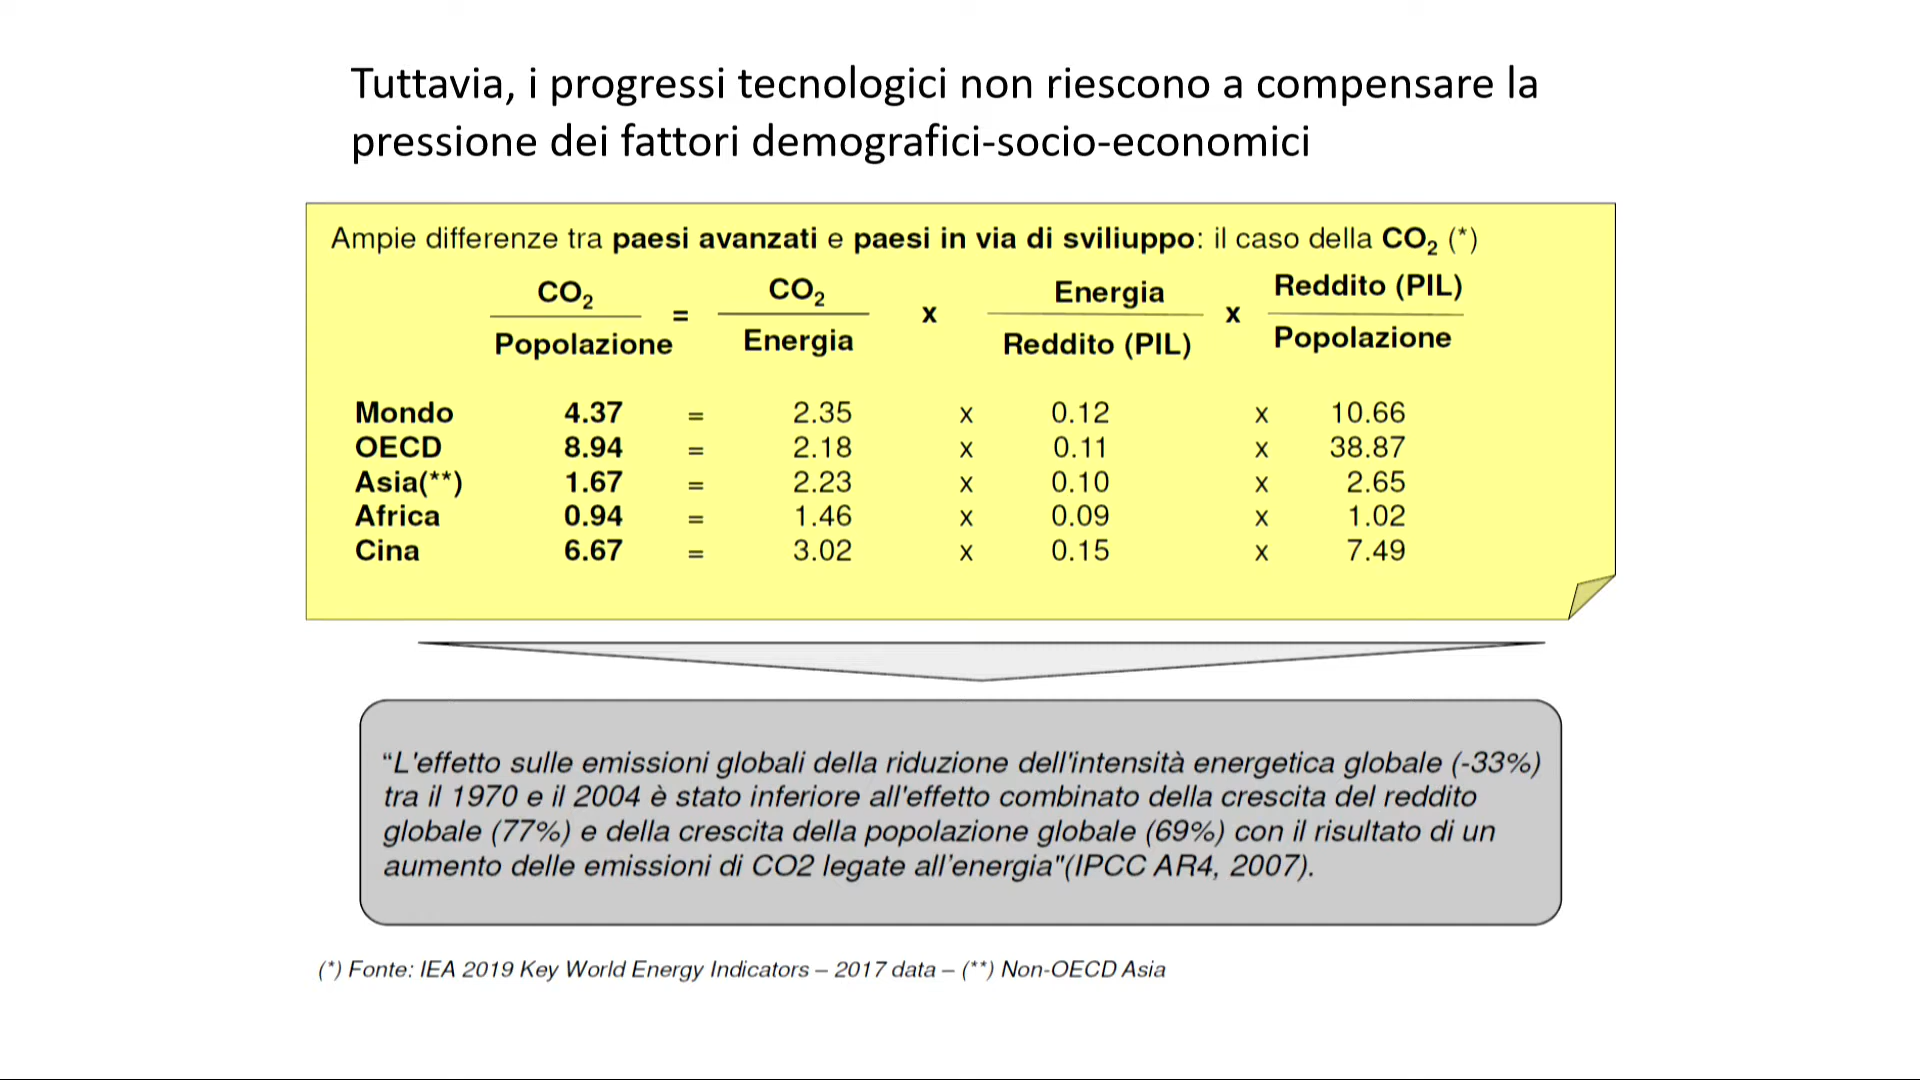 Tuttavia, i progressi tecnologici non riescono a compensare la
pressione dei fattori demografici-socio-economici
Ampie differenze tra paesi avanzati e paesi in via di sviliuppo: il caso della CO₂ (*)
CO₂ = CO₂ x Energia x Reddito (PIL)
Popolazione Energia Reddito (PIL) Popolazione
Mondo 4.37 = 2.35 x 0.12 x 10.66
OECD 8.94 = 2.18 x 0.11 x 38.87
Asia(**) 1.67 = 2.23 x 0.10 x 2.65
Africa 0.94 = 1.46 x 0.09 x 1.02
Cina 6.67 = 3.02 x 0.15 x 7.49
“L'effetto sulle emissioni globali della riduzione dell'intensità energetica globale (-33%)
tra il 1970 e il 2004 è stato inferiore all'effetto combinato della crescita del reddito
globale (77%) e della crescita della popolazione globale (69%) con il risultato di un
aumento delle emissioni di CO2 legate all’energia"(IPCC AR4, 2007).
(*) Fonte: IEA 2019 Key World Energy Indicators – 2017 data – (**) Non-OECD Asia